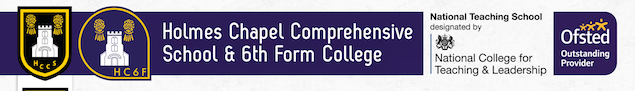 HCCS
HC6F
Holmes Chapel Comprehensive
School & 6th Form College
National Teaching School
designated by
National College for
Teaching & Leadership
Ofsted
Outstanding
Provider